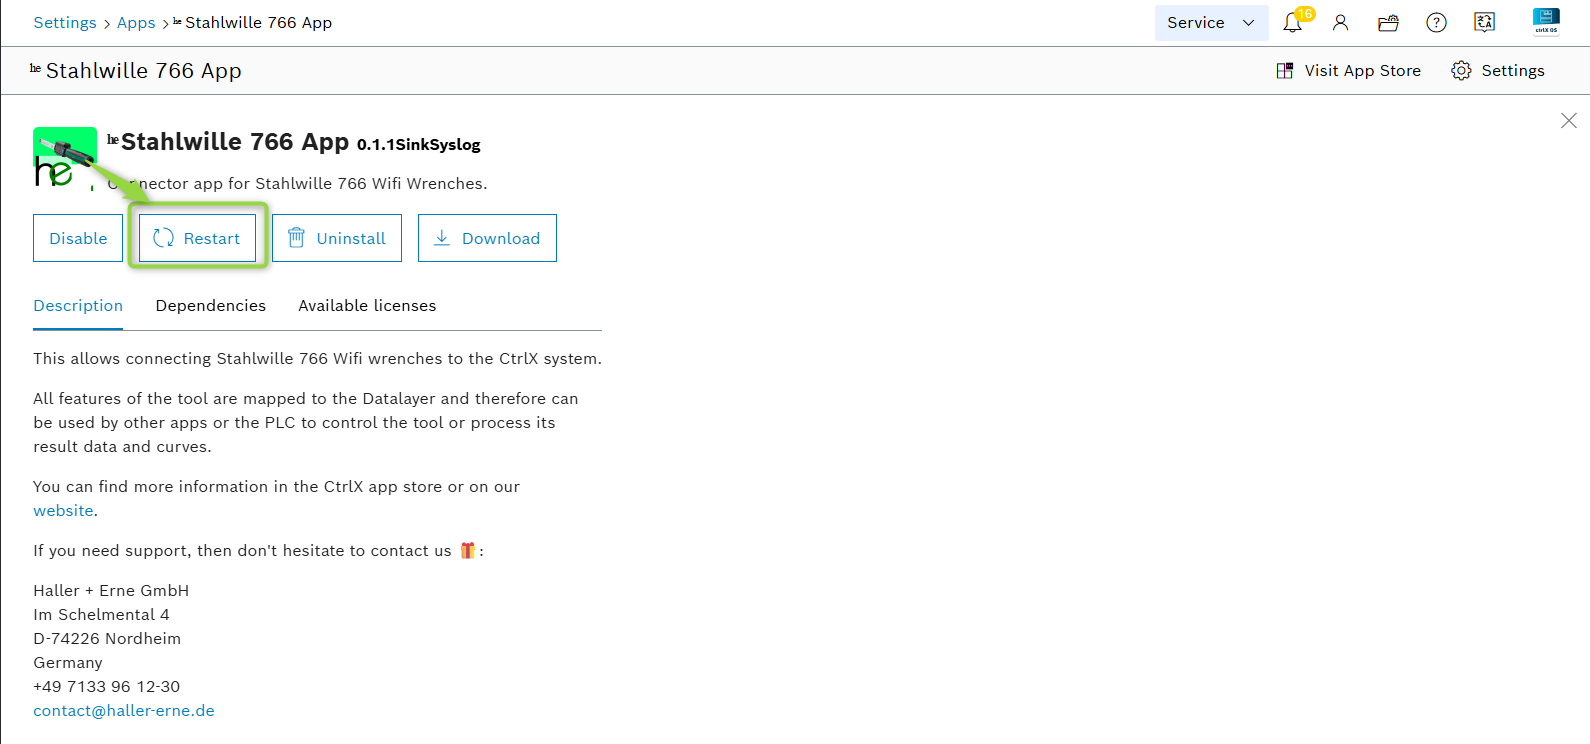 Settings > Apps > he Stahlwille 766 App
Service
16
ctrlX OS
he Stahlwille 766 App
Visit App Store
Settings
he
heStahlwille 766 App 0.1.1SinkSyslog
nector app for Stahlwille 766 Wifi Wrenches.
Disable
Restart
Uninstall
Download
Description
Dependencies
Available licenses
This allows connecting Stahlwille 766 Wifi wrenches to the CtrlX system.
All features of the tool are mapped to the Datalayer and therefore can
be used by other apps or the PLC to control the tool or process its
result data and curves.
You can find more information in the CtrlX app store or on our
website.
If you need support, then don't hesitate to contact us 🎁:
Haller + Erne GmbH
Im Schelmental 4
D-74226 Nordheim
Germany
+49 7133 96 12-30
contact@haller-erne.de